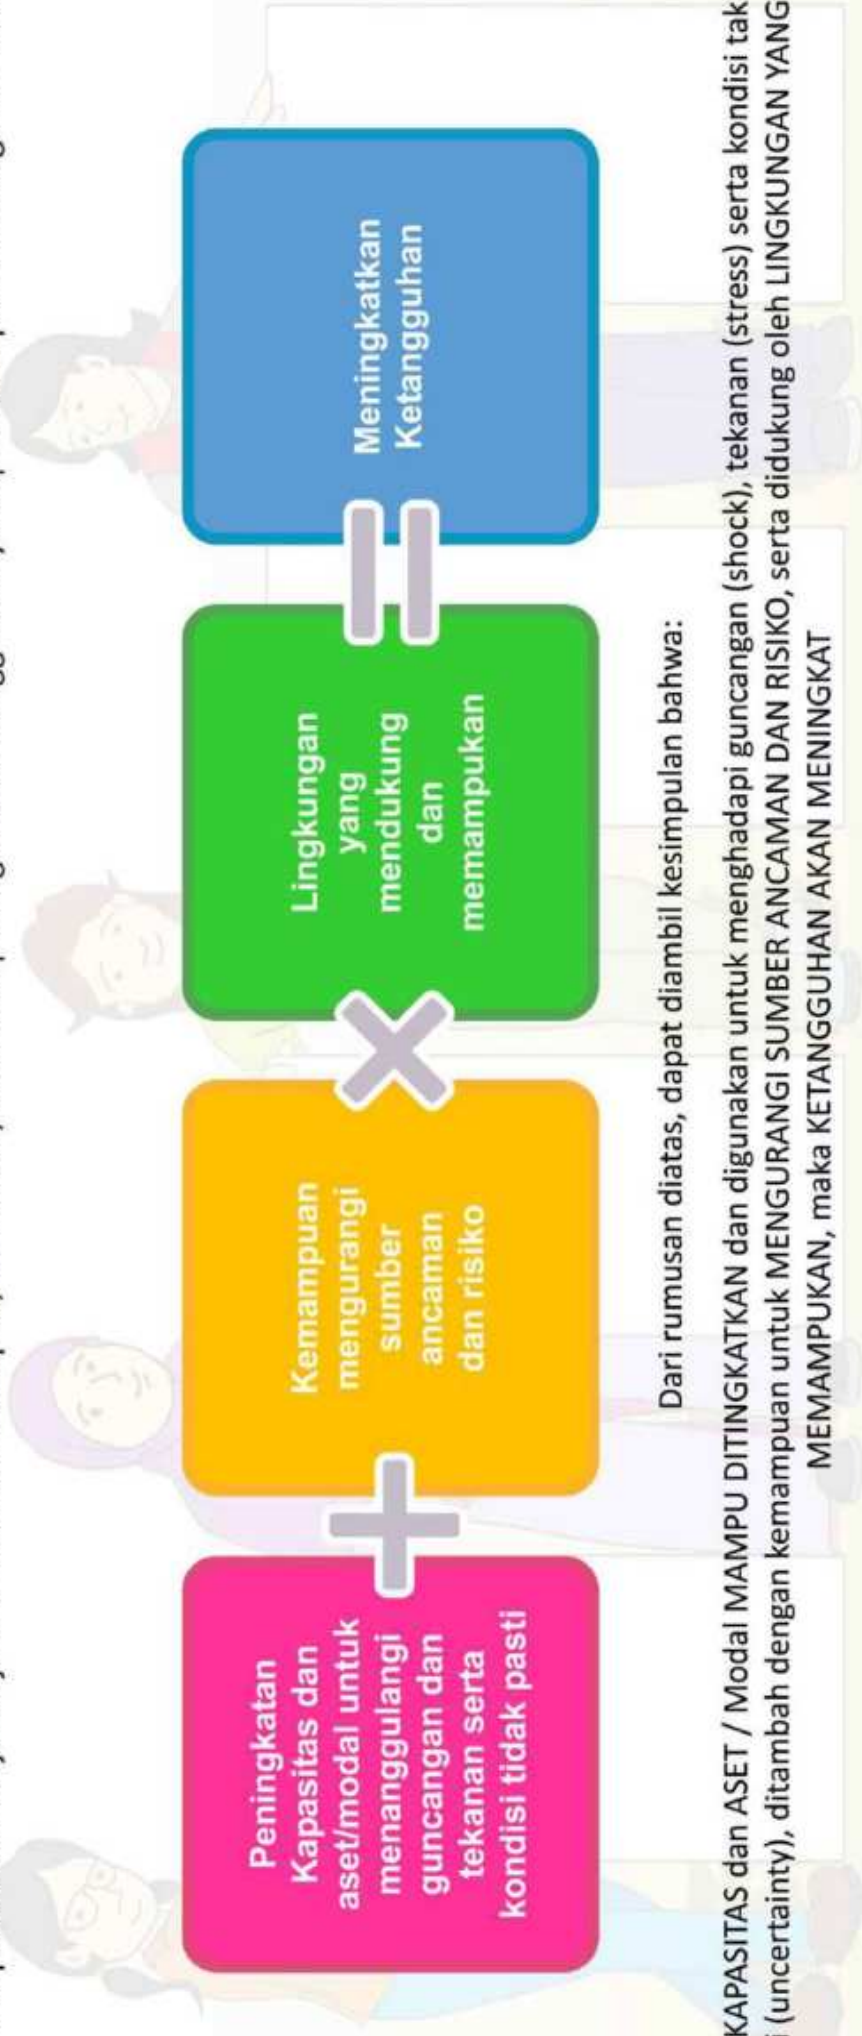 Peningkatan
Kapasitas dan
aset/modal untuk
menanggulangi
guncangan dan
tekanan serta
kondisi tidak pasti
+
Kemampuan
mengurangi
sumber
ancaman
dan risiko
×
Lingkungan
yang
mendukung
dan
memampukan
=
Meningkatkan
Ketangguhan
Dari rumusan diatas, dapat diambil kesimpulan bahwa:
KAPASITAS dan ASET / Modal MAMPU DITINGKATKAN dan digunakan untuk menghadapi guncangan (shock), tekanan (stress) serta kondisi tak
(uncertainty), ditambah dengan kemampuan untuk MENGURANGI SUMBER ANCAMAN DAN RISIKO, serta didukung oleh LINGKUNGAN YANG
MEMAMPUKAN, maka KETANGGUHAN AKAN MENINGKAT